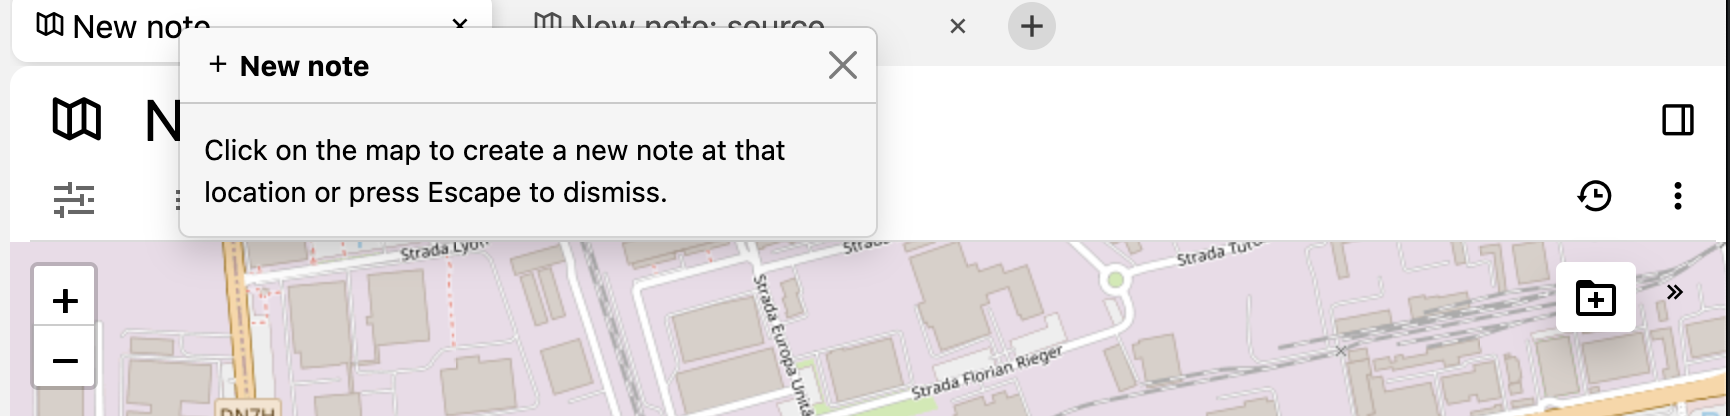 New note
New note: source
+ New note
N
Click on the map to create a new note at that
location or press Escape to dismiss.
Strada Lyon
Strada
Strada Europa Unită
Strada Florian Rieger
+
−
DN7H